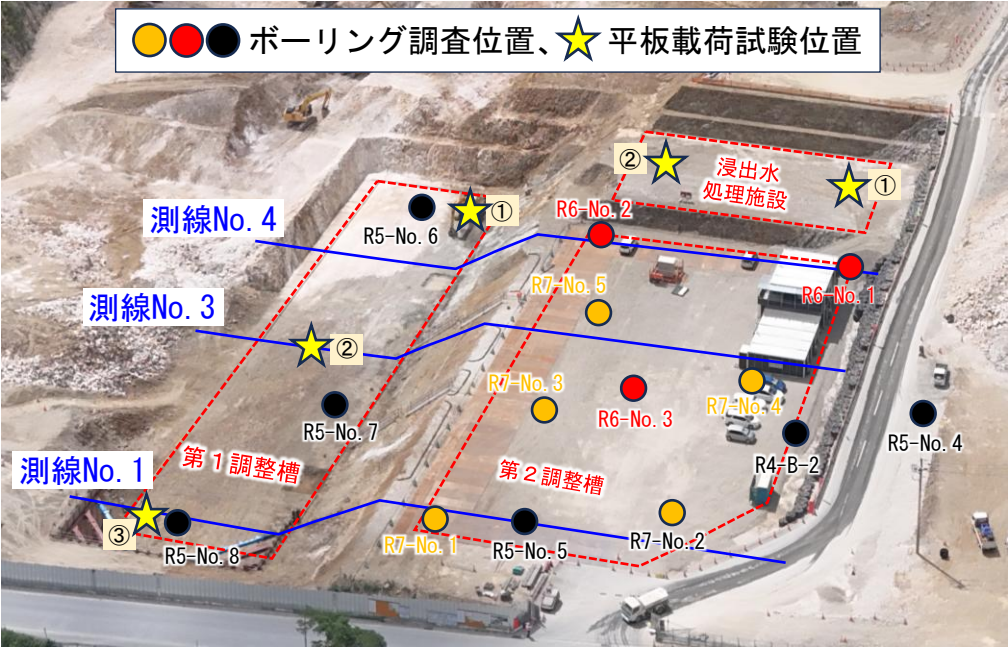 ボーリング調査位置、平板載荷試験位置
②
浸出水
処理施設
①
①
測線No. 4
R5-No. 6
R6-No. 2
R6-No. 1
R7-No. 5
測線No. 3
②
R7-No. 3
R6-No. 3
R7-No. 4
R5-No. 7
R5-No. 4
R4-B-2
測線No. 1
第1調整槽
第2調整槽
③
R5-No. 8
R7-No. 1
R5-No. 5
R7-No. 2